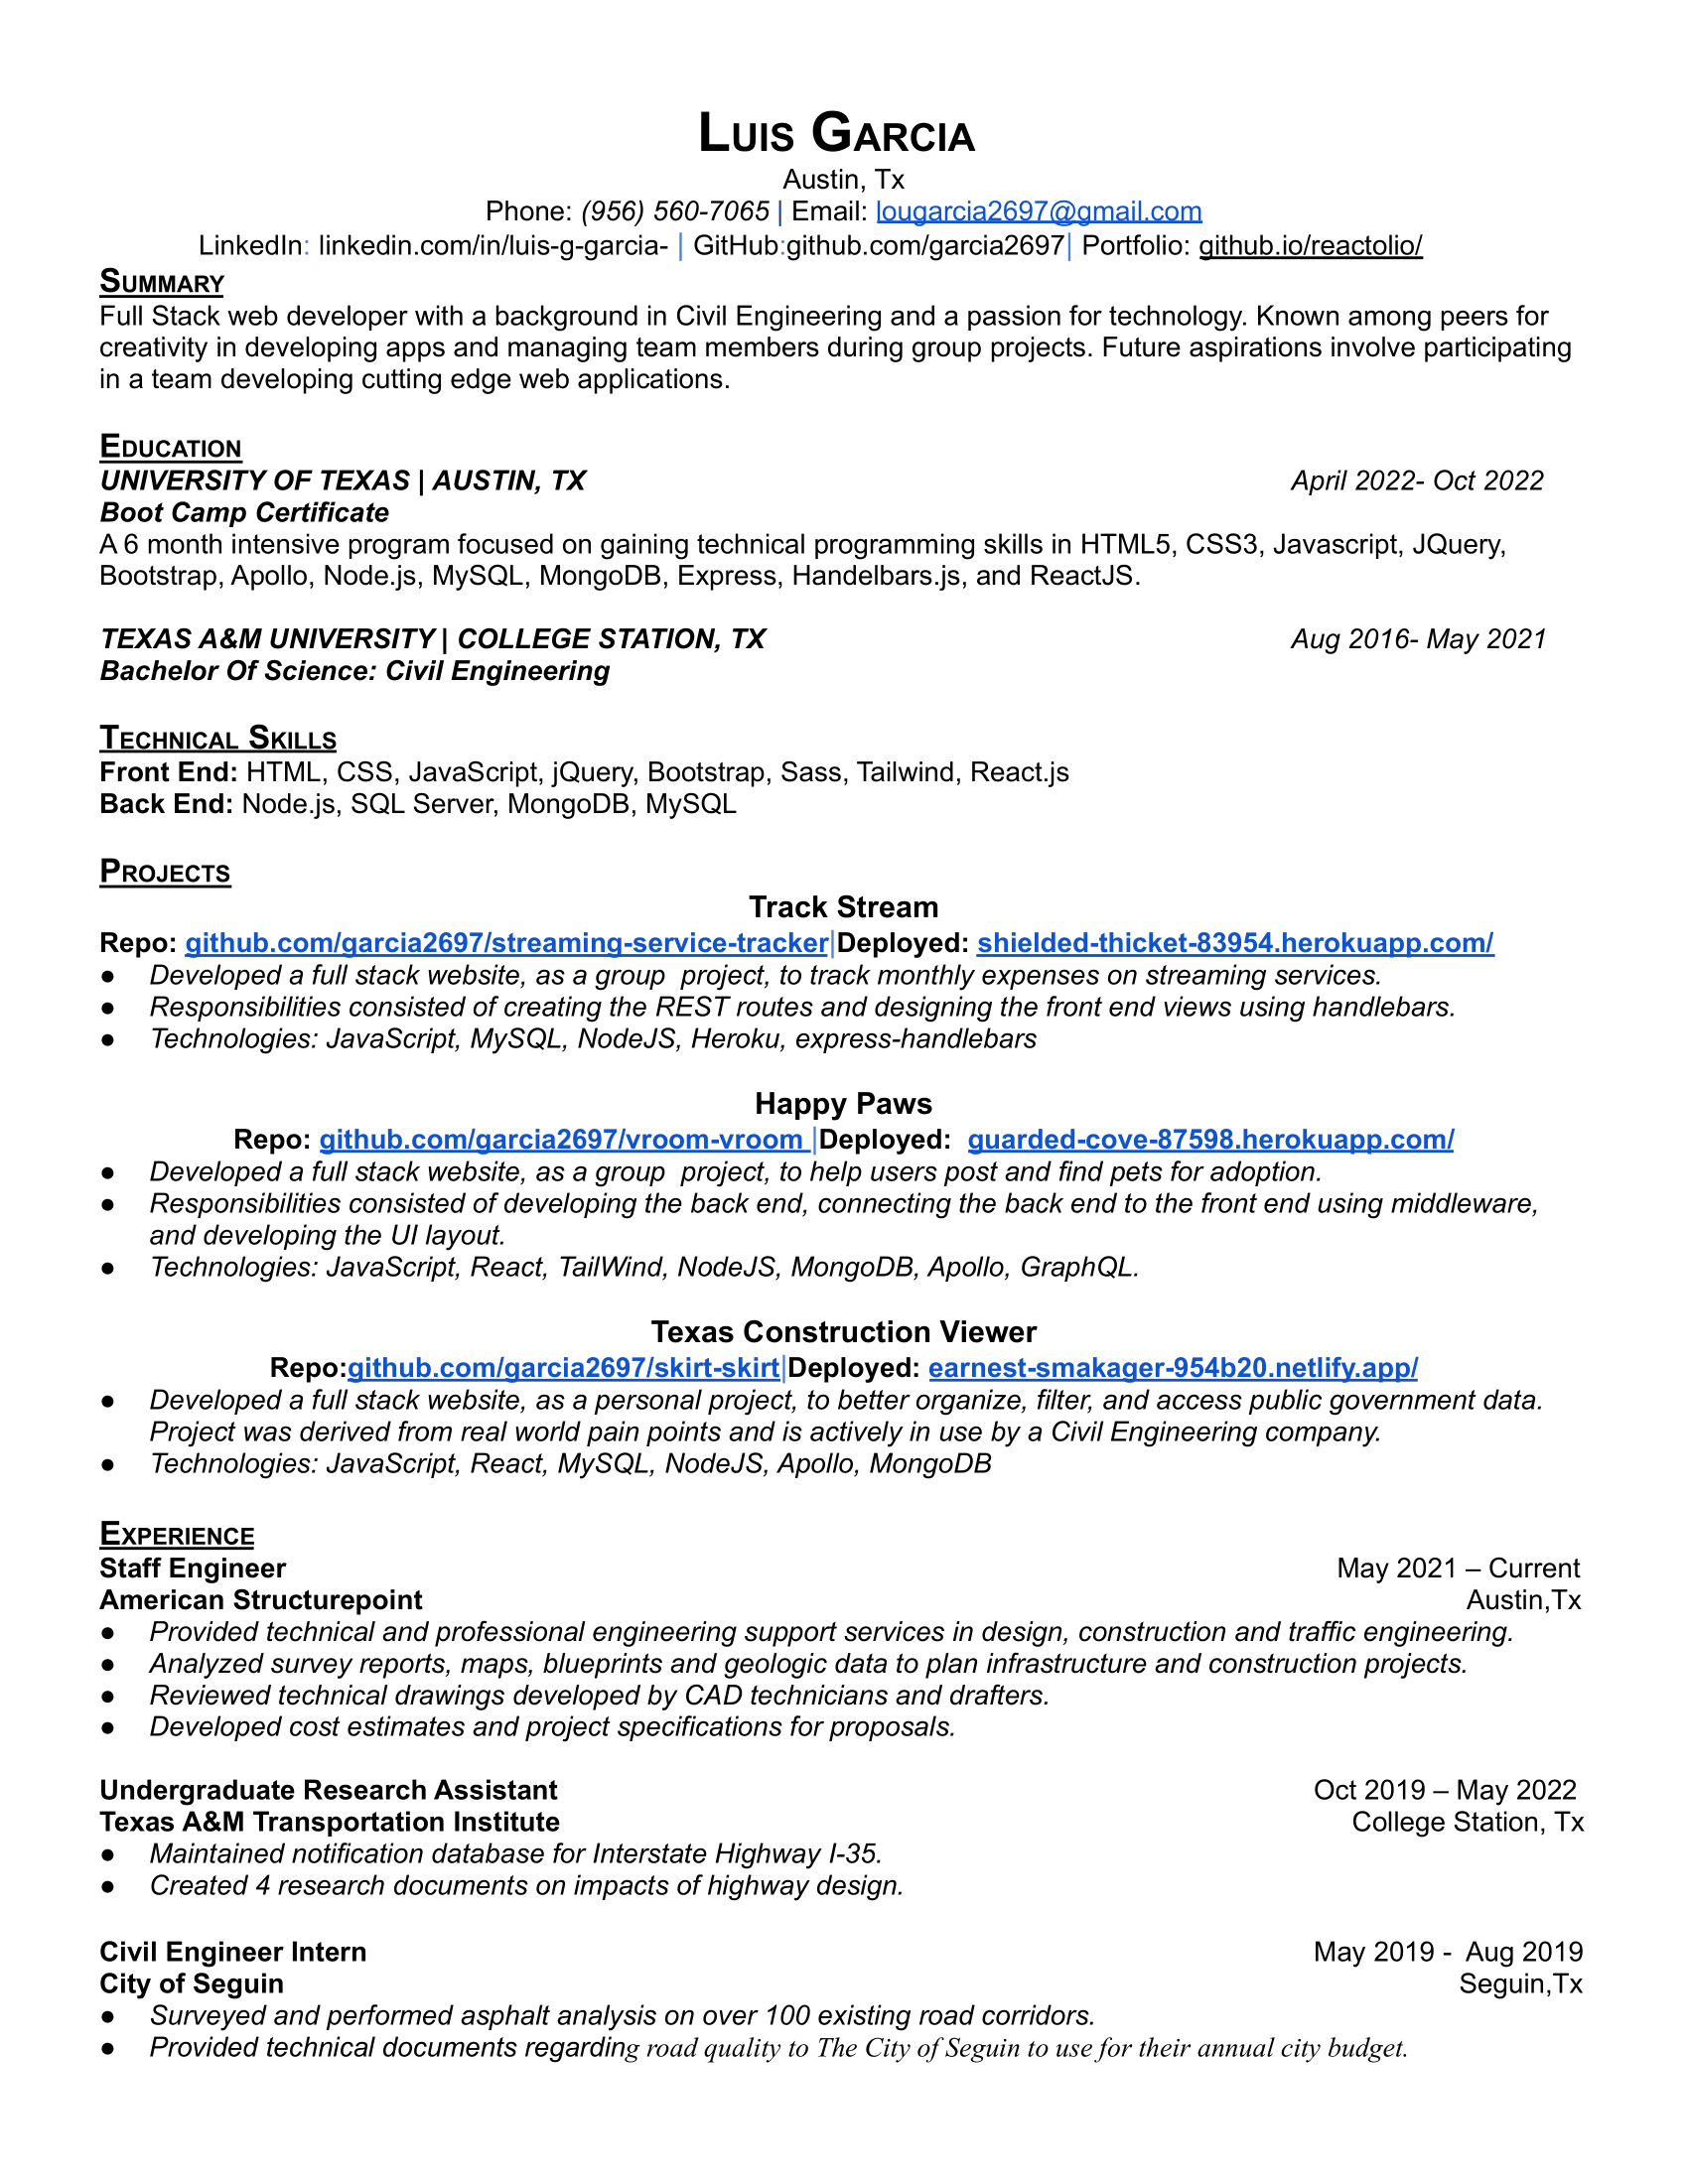 Luis Garcia
Austin, Tx
Phone: (956) 560-7065 | Email: lougarcia2697@gmail.com
LinkedIn: linkedin.com/in/luis-g-garcia- | GitHub:github.com/garcia2697| Portfolio: github.io/reactolio/
Summary
Full Stack web developer with a background in Civil Engineering and a passion for technology. Known among peers for
creativity in developing apps and managing team members during group projects. Future aspirations involve participating
in a team developing cutting edge web applications.
Education
UNIVERSITY OF TEXAS | AUSTIN, TX April 2022- Oct 2022
Boot Camp Certificate
A 6 month intensive program focused on gaining technical programming skills in HTML5, CSS3, Javascript, JQuery,
Bootstrap, Apollo, Node.js, MySQL, MongoDB, Express, Handelbars.js, and ReactJS.
TEXAS A&M UNIVERSITY | COLLEGE STATION, TX Aug 2016- May 2021
Bachelor Of Science: Civil Engineering
Technical Skills
Front End: HTML, CSS, JavaScript, jQuery, Bootstrap, Sass, Tailwind, React.js
Back End: Node.js, SQL Server, MongoDB, MySQL
Projects
Track Stream
Repo: github.com/garcia2697/streaming-service-tracker|Deployed: shielded-thicket-83954.herokuapp.com/
● Developed a full stack website, as a group  project, to track monthly expenses on streaming services.
● Responsibilities consisted of creating the REST routes and designing the front end views using handlebars.
● Technologies: JavaScript, MySQL, NodeJS, Heroku, express-handlebars
Happy Paws
Repo: github.com/garcia2697/vroom-vroom |Deployed:  guarded-cove-87598.herokuapp.com/
● Developed a full stack website, as a group  project, to help users post and find pets for adoption.
● Responsibilities consisted of developing the back end, connecting the back end to the front end using middleware,
and developing the UI layout.
● Technologies: JavaScript, React, TailWind, NodeJS, MongoDB, Apollo, GraphQL.
Texas Construction Viewer
Repo:github.com/garcia2697/skirt-skirt|Deployed: earnest-smakager-954b20.netlify.app/
● Developed a full stack website, as a personal project, to better organize, filter, and access public government data.
Project was derived from real world pain points and is actively in use by a Civil Engineering company.
● Technologies: JavaScript, React, MySQL, NodeJS, Apollo, MongoDB
Experience
Staff Engineer May 2021 – Current
American Structurepoint Austin,Tx
● Provided technical and professional engineering support services in design, construction and traffic engineering.
● Analyzed survey reports, maps, blueprints and geologic data to plan infrastructure and construction projects.
● Reviewed technical drawings developed by CAD technicians and drafters.
● Developed cost estimates and project specifications for proposals.
Undergraduate Research Assistant Oct 2019 – May 2022
Texas A&M Transportation Institute College Station, Tx
● Maintained notification database for Interstate Highway I-35.
● Created 4 research documents on impacts of highway design.
Civil Engineer Intern May 2019 -  Aug 2019
City of Seguin Seguin,Tx
● Surveyed and performed asphalt analysis on over 100 existing road corridors.
● Provided technical documents regarding road quality to The City of Seguin to use for their annual city budget.